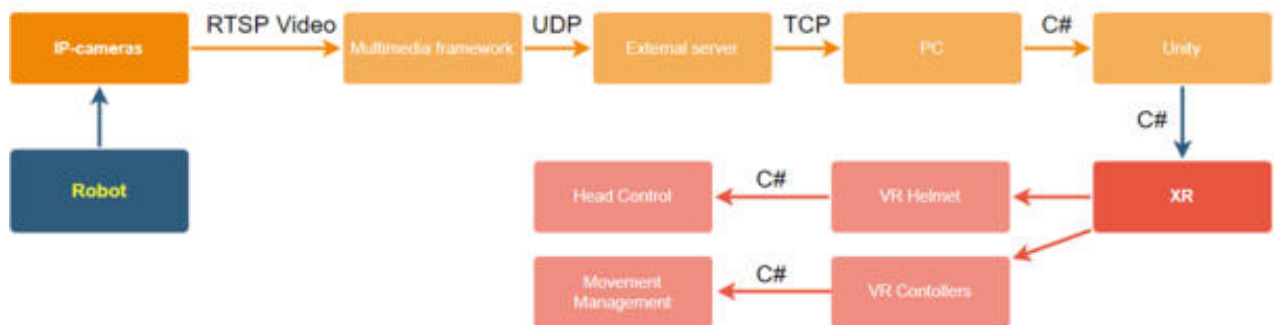 RTSP Video
UDP
TCP
C#
IP-cameras
Multimedia framework
External server
PC
Unity
C#
Robot
Head Control
C#
VR Helmet
XR
Movement
Management
C#
VR Contollers